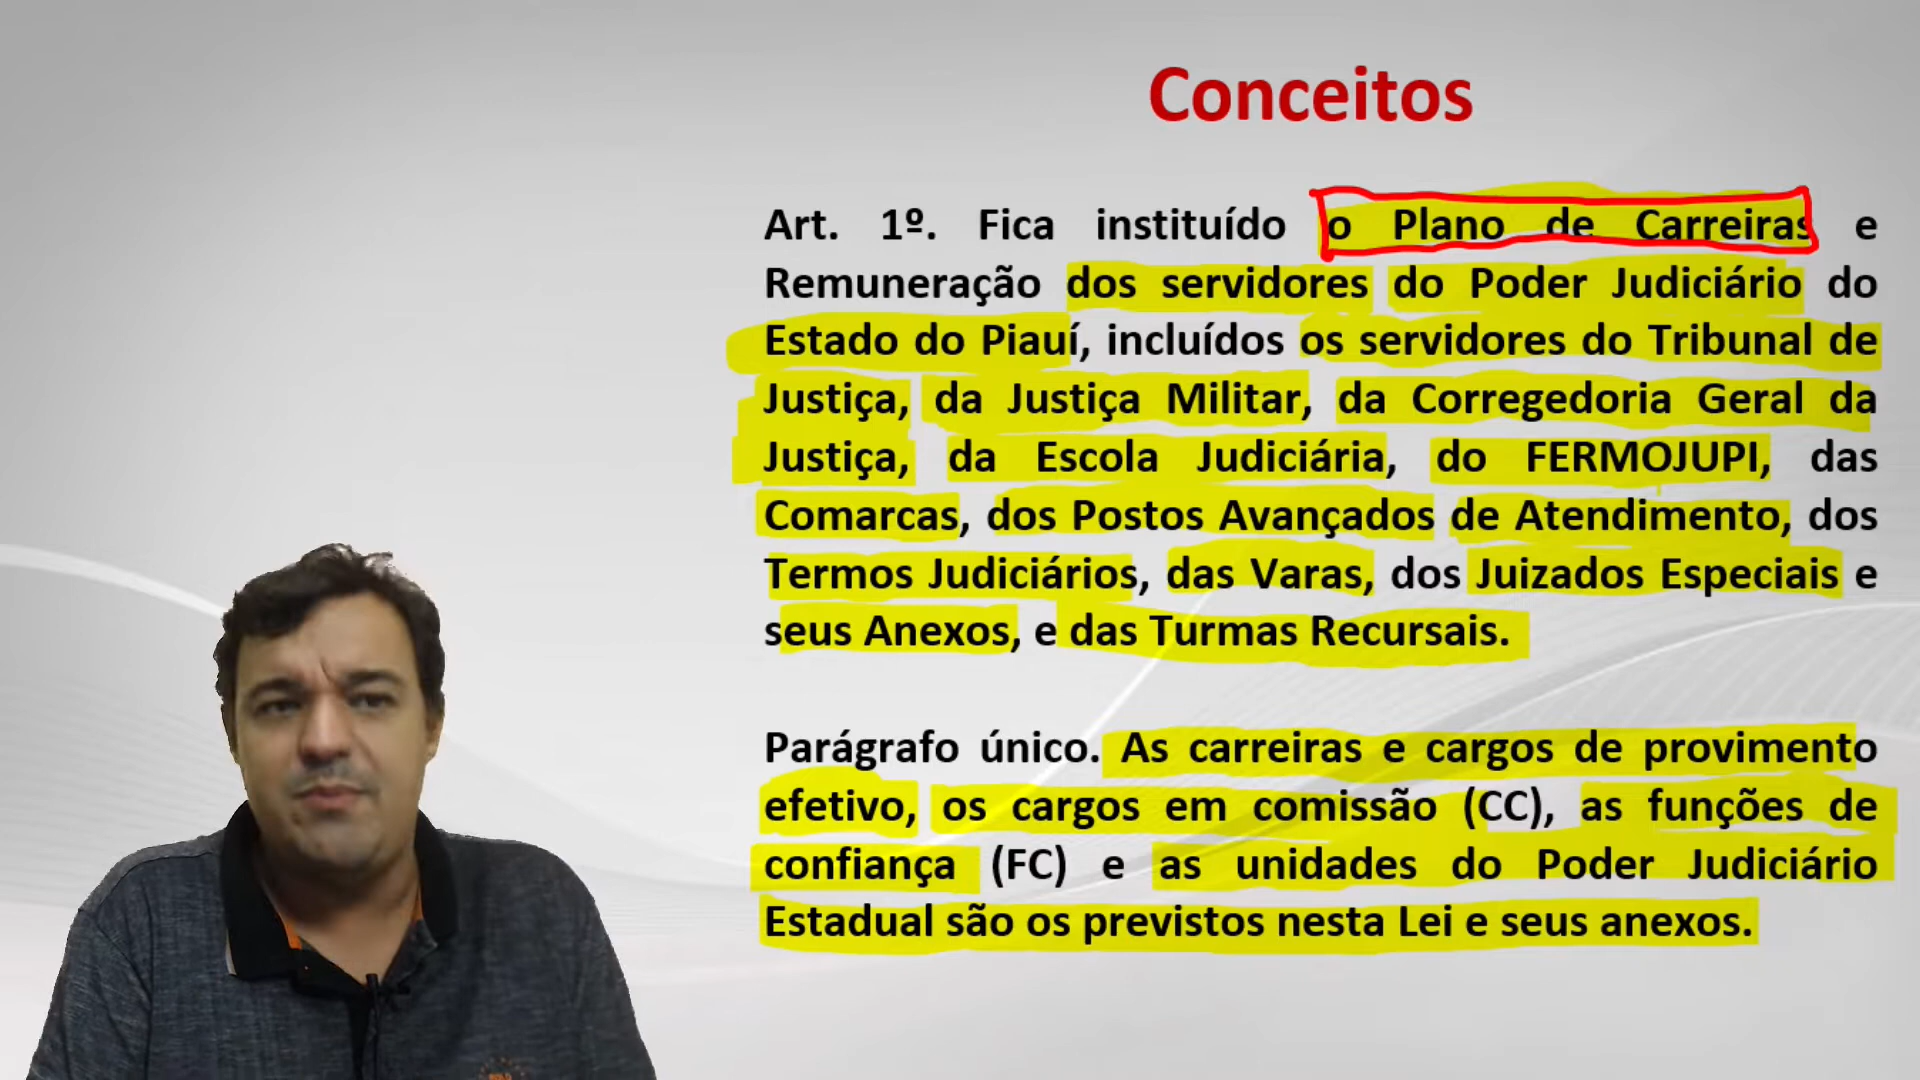 Conceitos
Art. 1º. Fica instituído o Plano de Carreiras e
Remuneração dos servidores do Poder Judiciário do
Estado do Piauí, incluídos os servidores do Tribunal de
Justiça, da Justiça Militar, da Corregedoria Geral da
Justiça, da Escola Judiciária, do FERMOJUPI, das
Comarcas, dos Postos Avançados de Atendimento, dos
Termos Judiciários, das Varas, dos Juizados Especiais e
seus Anexos, e das Turmas Recursais.
Parágrafo único. As carreiras e cargos de provimento
efetivo, os cargos em comissão (CC), as funções de
confiança (FC) e as unidades do Poder Judiciário
Estadual são os previstos nesta Lei e seus anexos.